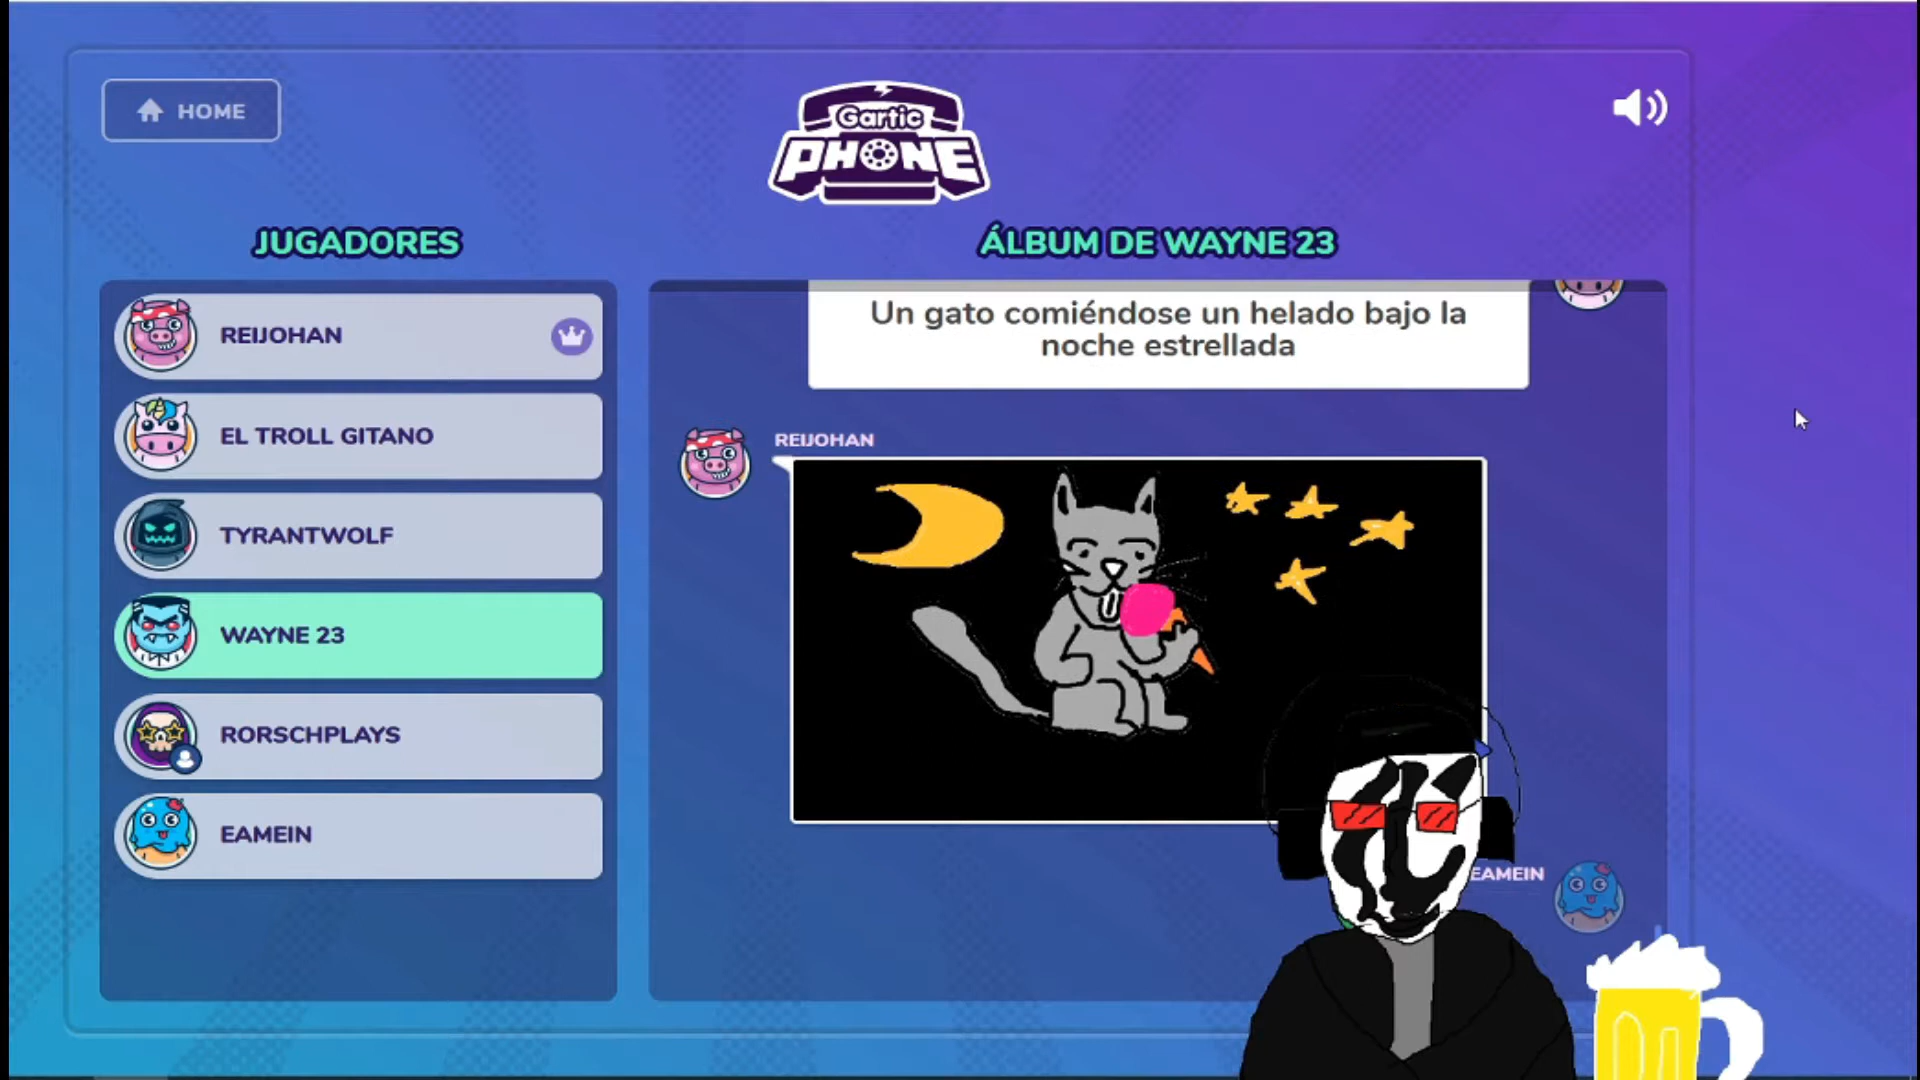 HOME
Gartic
PHONE
JUGADORES
ÁLBUM DE WAYNE 23
REIJOHAN
EL TROLL GITANO
TYRANTWOLF
WAYNE 23
RORSCHPLAYS
EAMEIN
Un gato comiéndose un helado bajo la
noche estrellada
REIJOHAN
EAMEIN